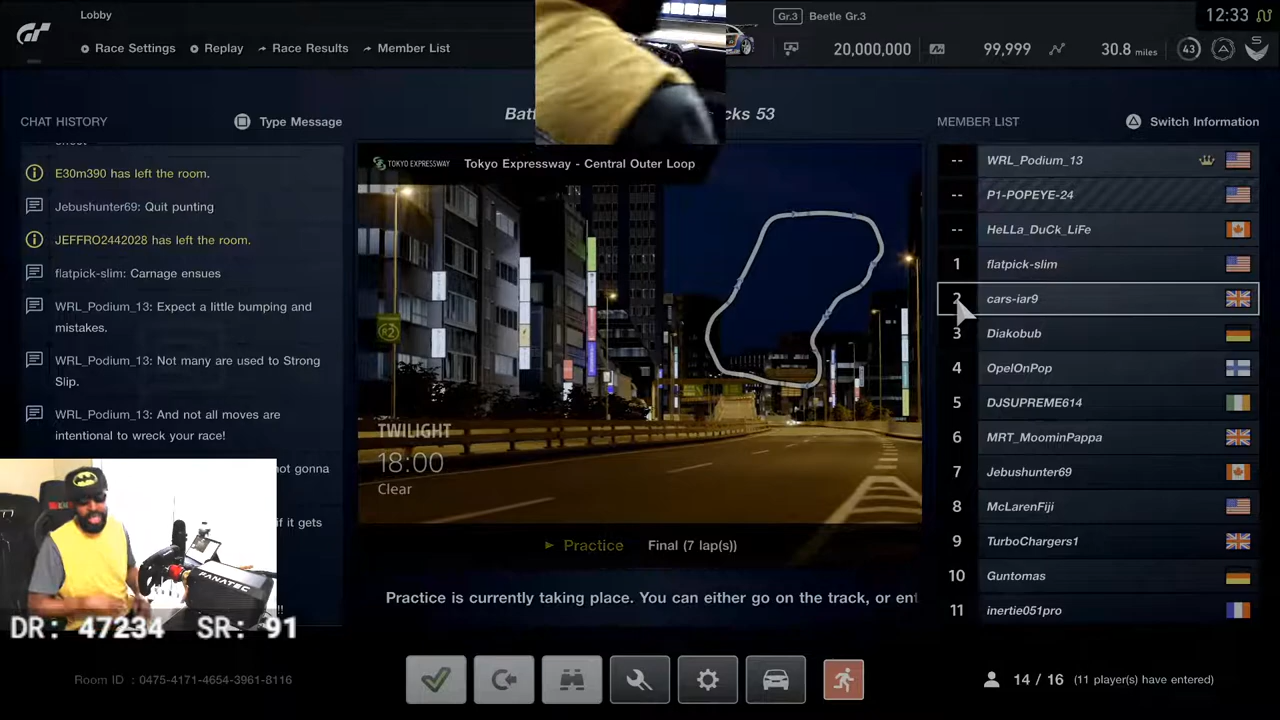 Lobby
Race Settings
Replay
Race Results
Member List
Gr.3 Beetle Gr.3
12:33
20,000,000
99,999
30.8 miles
43
A
S
CHAT HISTORY
Type Message
E30m390 has left the room.
Jebushunter69: Quit punting
JEFFRO2442028 has left the room.
flatpick-slim: Carnage ensues
WRL_Podium_13: Expect a little bumping and
mistakes.
WRL_Podium_13: Not many are used to Strong
Slip.
WRL_Podium_13: And not all moves are
intentional to wreck your race!
not gonna
if it gets
!!
FANATEC
DR: 47234 SR: 91
Room ID : 0475-4171-4654-3961-8116
Batt
cks 53
TOKYO EXPRESSWAY Tokyo Expressway - Central Outer Loop
R2
TWILIGHT
18:00
Clear
Practice Final (7 lap(s))
Practice is currently taking place. You can either go on the track, or ent
MEMBER LIST
Switch Information
-- WRL_Podium_13
-- P1-POPEYE-24
-- HeLLa_DuCk_LiFe
1 flatpick-slim
2 cars-iar9
3 Diakobub
4 OpelOnPop
5 DJSUPREME614
6 MRT_MoominPappa
7 Jebushunter69
8 McLarenFiji
9 TurboChargers1
10 Guntomas
11 inertie051pro
14 / 16 (11 player(s) have entered)